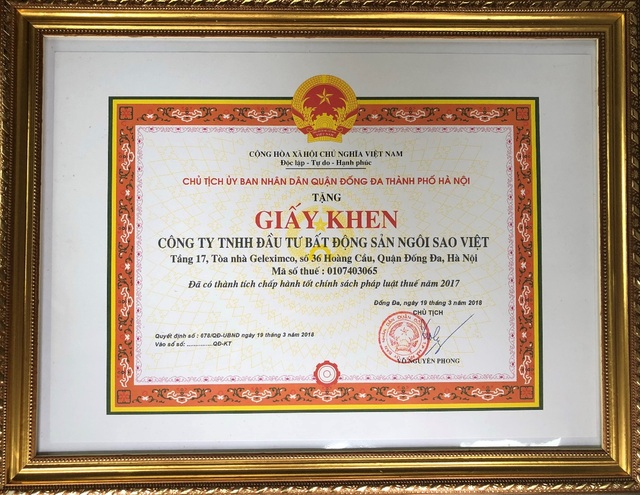 CỘNG HÒA XÃ HỘI CHỦ NGHĨA VIỆT NAM
Độc lập - Tự do - Hạnh phúc
CHỦ TỊCH ỦY BAN NHÂN DÂN QUẬN ĐỐNG ĐA THÀNH PHỐ HÀ NỘI
TẶNG
GIẤY KHEN
CÔNG TY TNHH ĐẦU TƯ BẤT ĐỘNG SẢN NGÔI SAO VIỆT
Tầng 17, Tòa nhà Geleximco, số 36 Hoàng Cầu, Quận Đống Đa, Hà Nội
Mã số thuế : 0107403065
Đã có thành tích chấp hành tốt chính sách pháp luật thuế năm 2017
Đống Đa, ngày 19 tháng 3 năm 2018
CHỦ TỊCH
Quyết định số : 678/QĐ-UBND ngày 19 tháng 3 năm 2018
Vào sổ số: ..............QĐ-KT
VÕ NGUYÊN PHONG